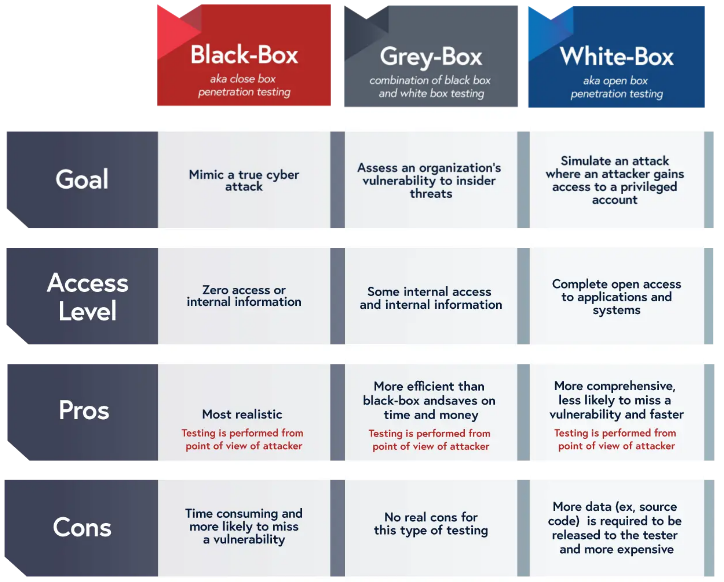 Black-Box
aka close box
penetration testing
Grey-Box
combination of black box
and white box testing
White-Box
aka open box
penetration testing
Goal
Mimic a true cyber
attack
Assess an organization's
vulnerability to insider
threats
Simulate an attack
where an attacker gains
access to a privileged
account
Access
Level
Zero access or
internal information
Some internal access
and internal information
Complete open access
to applications and
systems
Pros
Most realistic
Testing is performed from
point of view of attacker
More efficient than
black-box andsaves on
time and money
Testing is performed from
point of view of attacker
More comprehensive,
less likely to miss a
vulnerability and faster
Testing is performed from
point of view of attacker
Cons
Time consuming and
more likely to miss
a vulnerability
No real cons for
this type of testing
More data (ex, source
code) is required to be
released to the tester
and more expensive